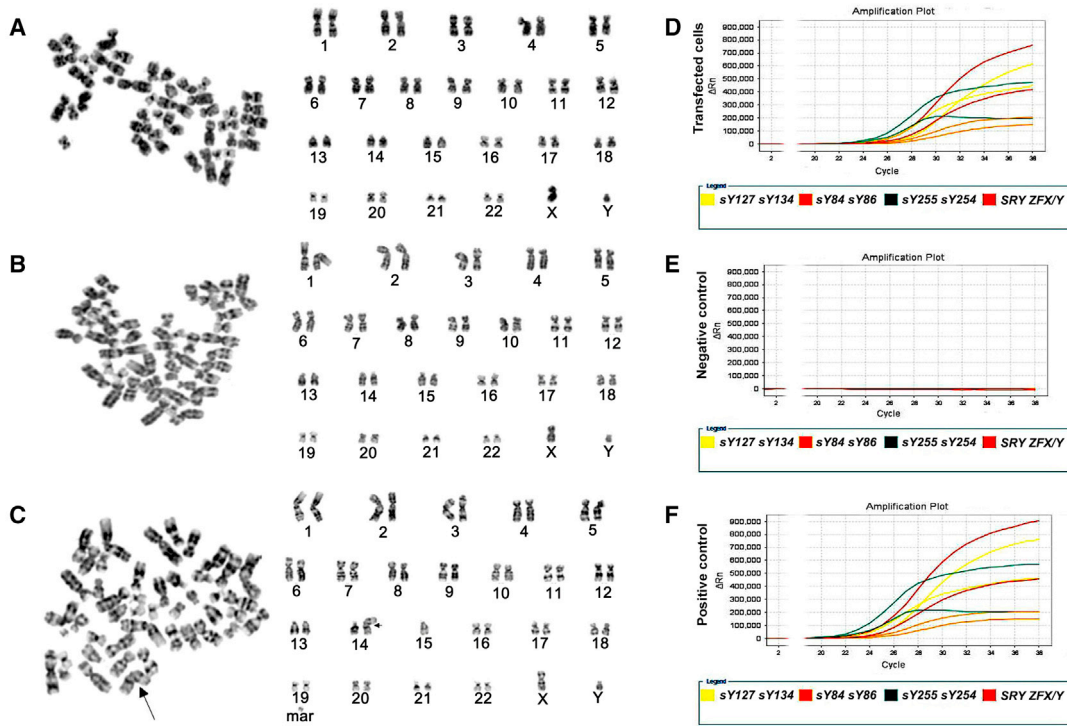 A
1 2 3 4 5
6 7 8 9 10 11 12
13 14 15 16 17 18
19 20 21 22 X Y
B
1 2 3 4 5
6 7 8 9 10 11 12
13 14 15 16 17 18
19 20 21 22 X Y
C
1 2 3 4 5
6 7 8 9 10 11 12
13 14 15 16 17 18
19 20 21 22 X Y
mar
D
Transfected cells
Amplification Plot
900,000
800,000
700,000
600,000
500,000
400,000
300,000
200,000
100,000
0
ΔRn
2 20 22 24 26 28 30 32 34 36 38
Cycle
Legend
sY127 sY134 sY84 sY86 sY255 sY254 SRY ZFX/Y
E
Negative control
Amplification Plot
900,000
800,000
700,000
600,000
500,000
400,000
300,000
200,000
100,000
0
ΔRn
2 20 22 24 26 28 30 32 34 36 38
Cycle
Legend
sY127 sY134 sY84 sY86 sY255 sY254 SRY ZFX/Y
F
Positive control
Amplification Plot
900,000
800,000
700,000
600,000
500,000
400,000
300,000
200,000
100,000
0
ΔRn
2 20 22 24 26 28 30 32 34 36 38
Cycle
Legend
sY127 sY134 sY84 sY86 sY255 sY254 SRY ZFX/Y